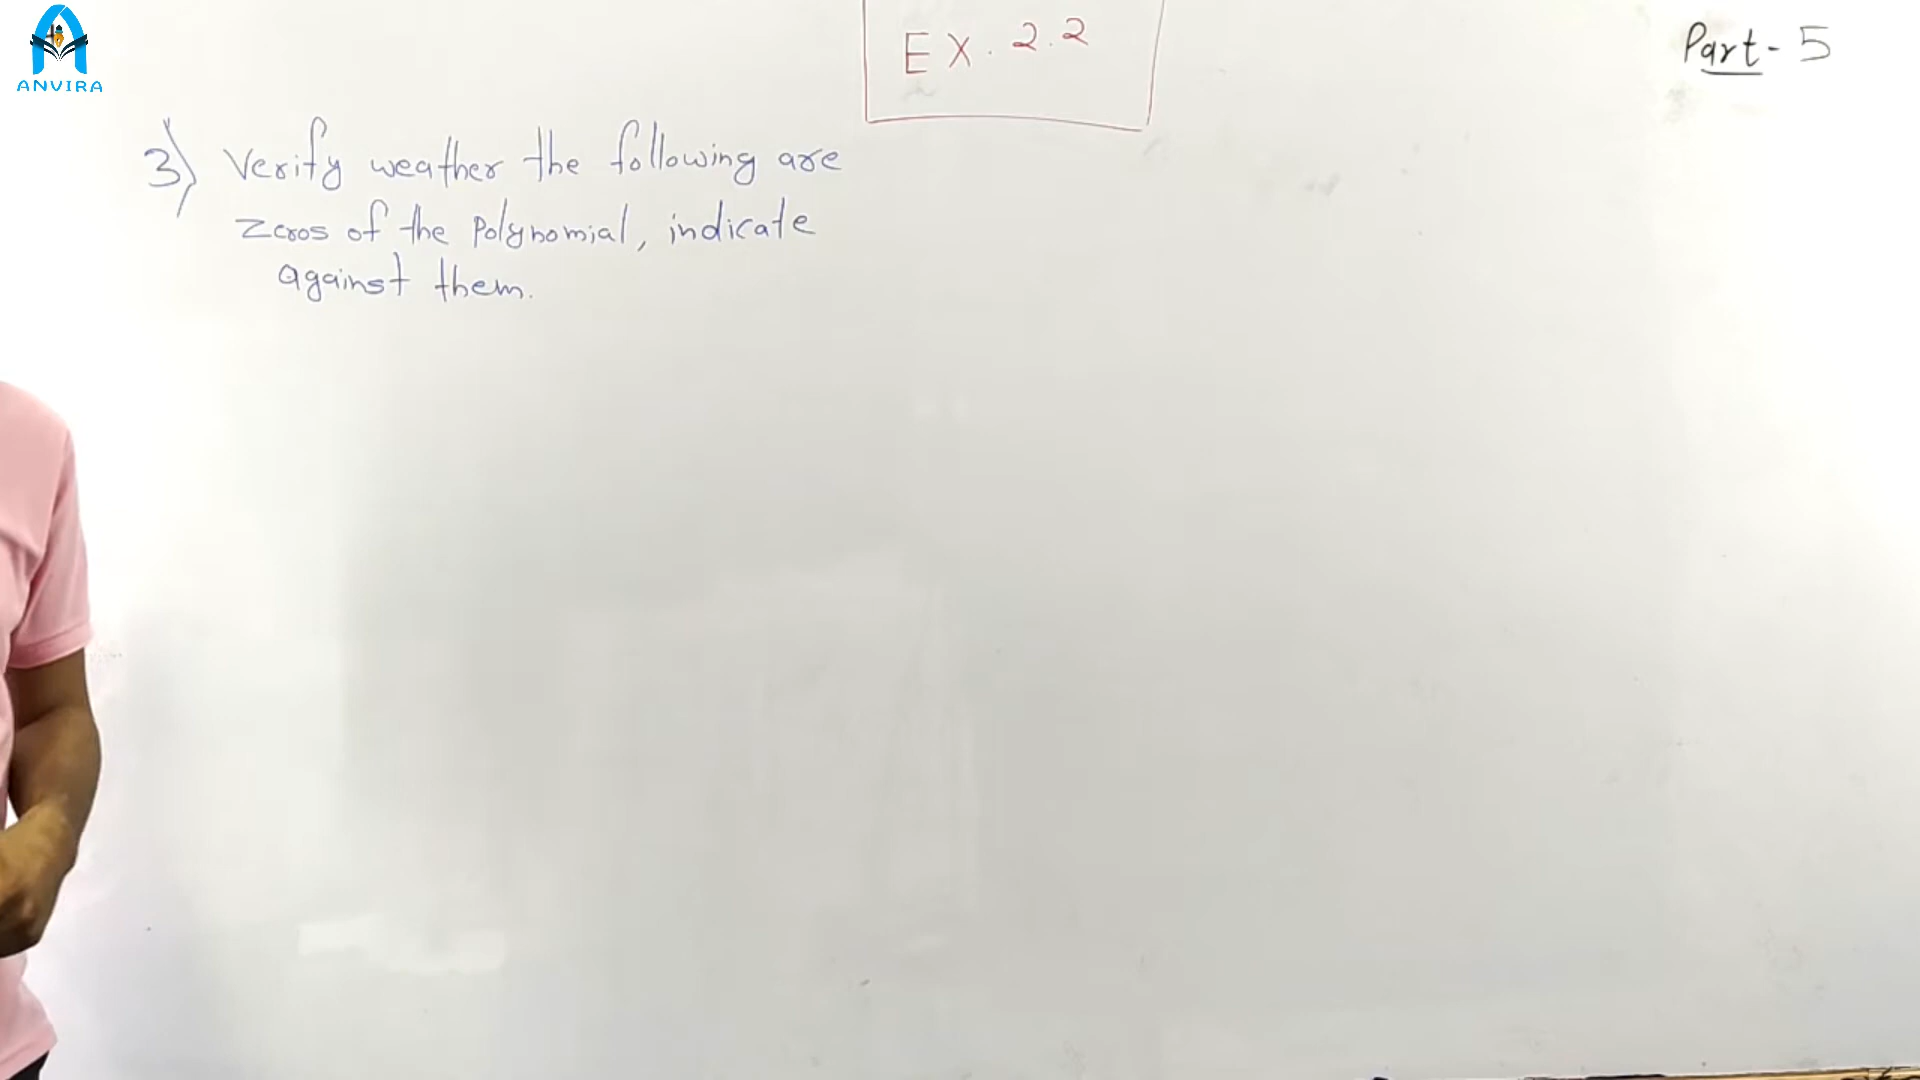 ANVIRA
EX. 2.2
Part - 5
3) Verify weather the following are
zeros of the polynomial, indicate
against them.